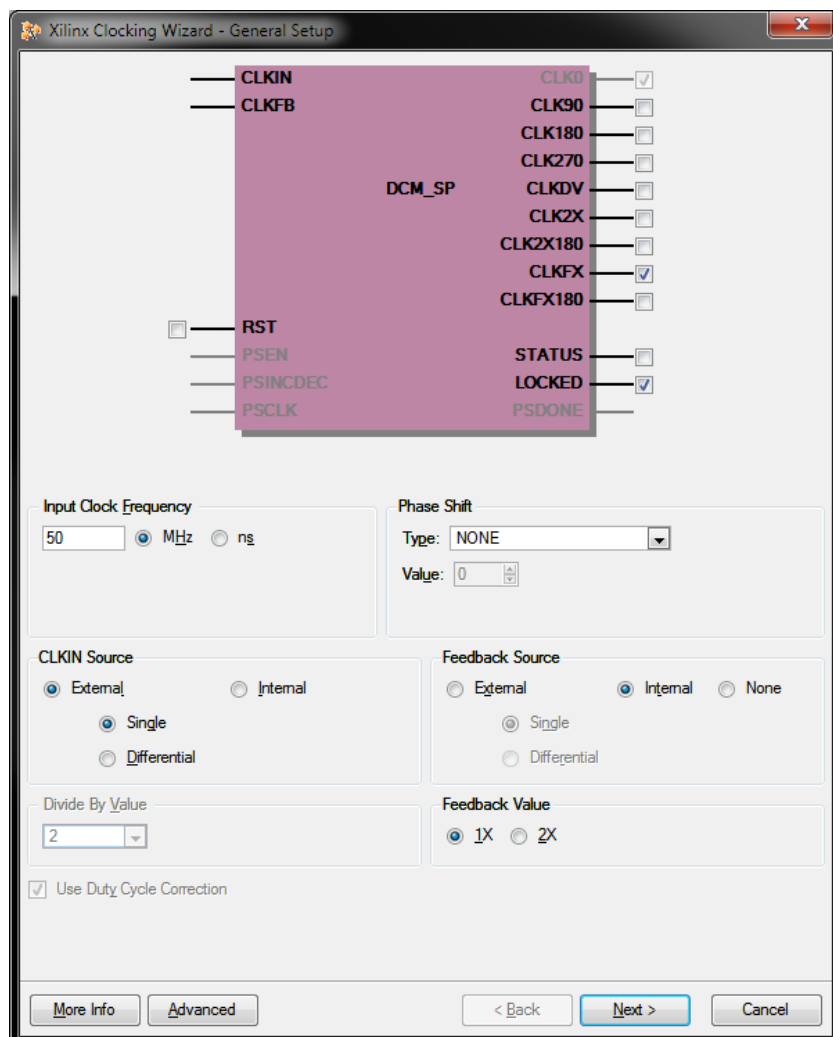 Xilinx Clocking Wizard - General Setup
CLKIN CLK0
CLKFB CLK90
CLK180
CLK270
DCM_SP CLKDV
CLK2X
CLK2X180
CLKFX
CLKFX180
RST
PSEN STATUS
PSINCDEC LOCKED
PSCLK PSDONE
Input Clock Frequency
50 MHz ns
Phase Shift
Type: NONE
Value: 0
CLKIN Source
External Internal
Single
Differential
Feedback Source
External Internal None
Single
Differential
Divide By Value
2
Feedback Value
1X 2X
Use Duty Cycle Correction
More Info Advanced < Back Next > Cancel